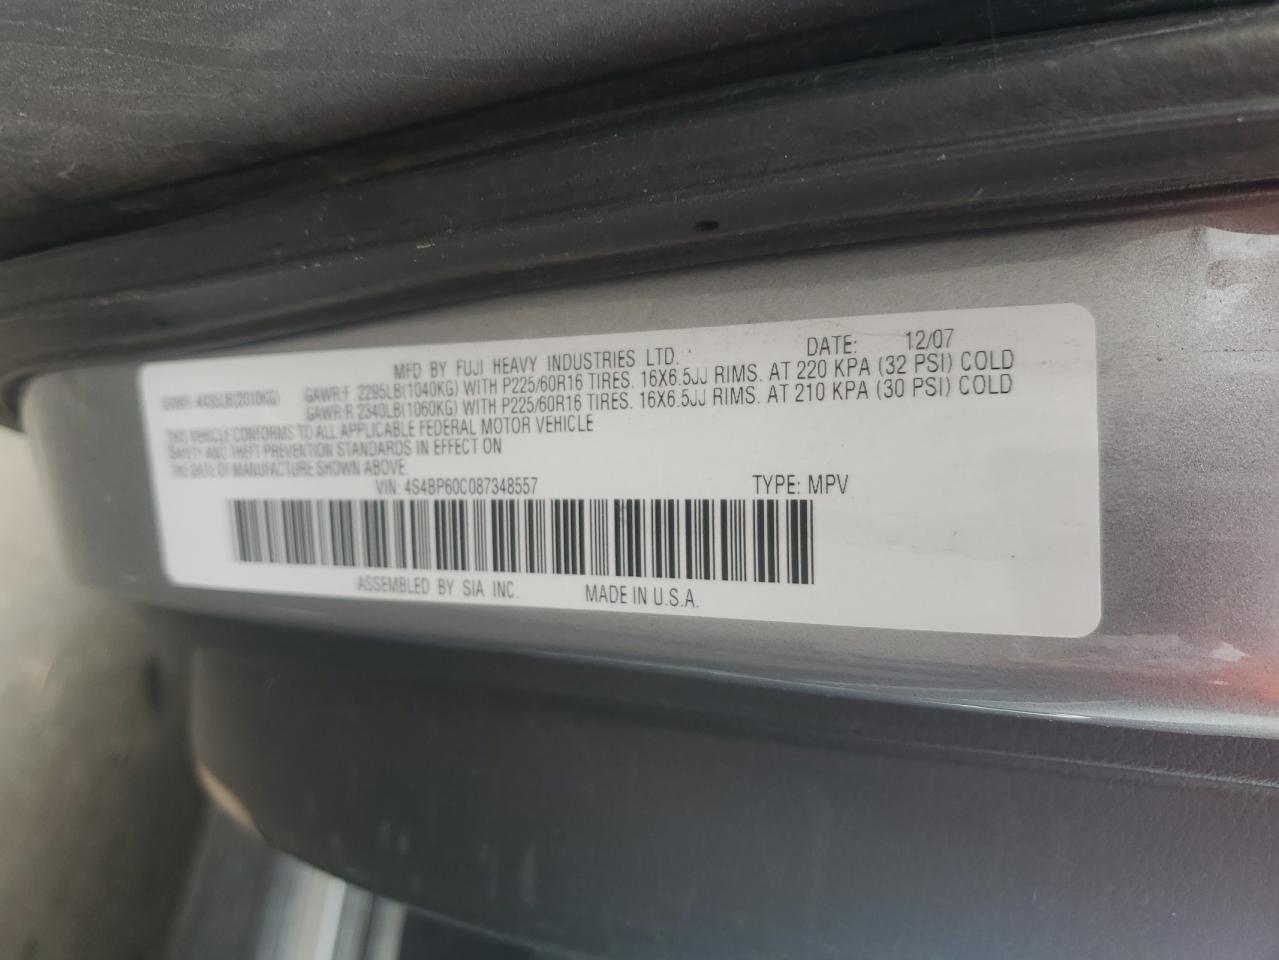 MFD BY FUJI HEAVY INDUSTRIES LTD. DATE: 12/07
GVWR: 4435LB(2010KG) GAWR:F 2295LB(1040KG) WITH P225/60R16 TIRES. 16X6.5JJ RIMS. AT 220 KPA (32 PSI) COLD
GAWR:R 2340LB(1060KG) WITH P225/60R16 TIRES. 16X6.5JJ RIMS. AT 210 KPA (30 PSI) COLD
THIS VEHICLE CONFORMS TO ALL APPLICABLE FEDERAL MOTOR VEHICLE
SAFETY AND THEFT PREVENTION STANDARDS IN EFFECT ON
THE DATE OF MANUFACTURE SHOWN ABOVE.
VIN: 4S4BP60C087348557 TYPE: MPV
ASSEMBLED BY SIA INC. MADE IN U.S.A.